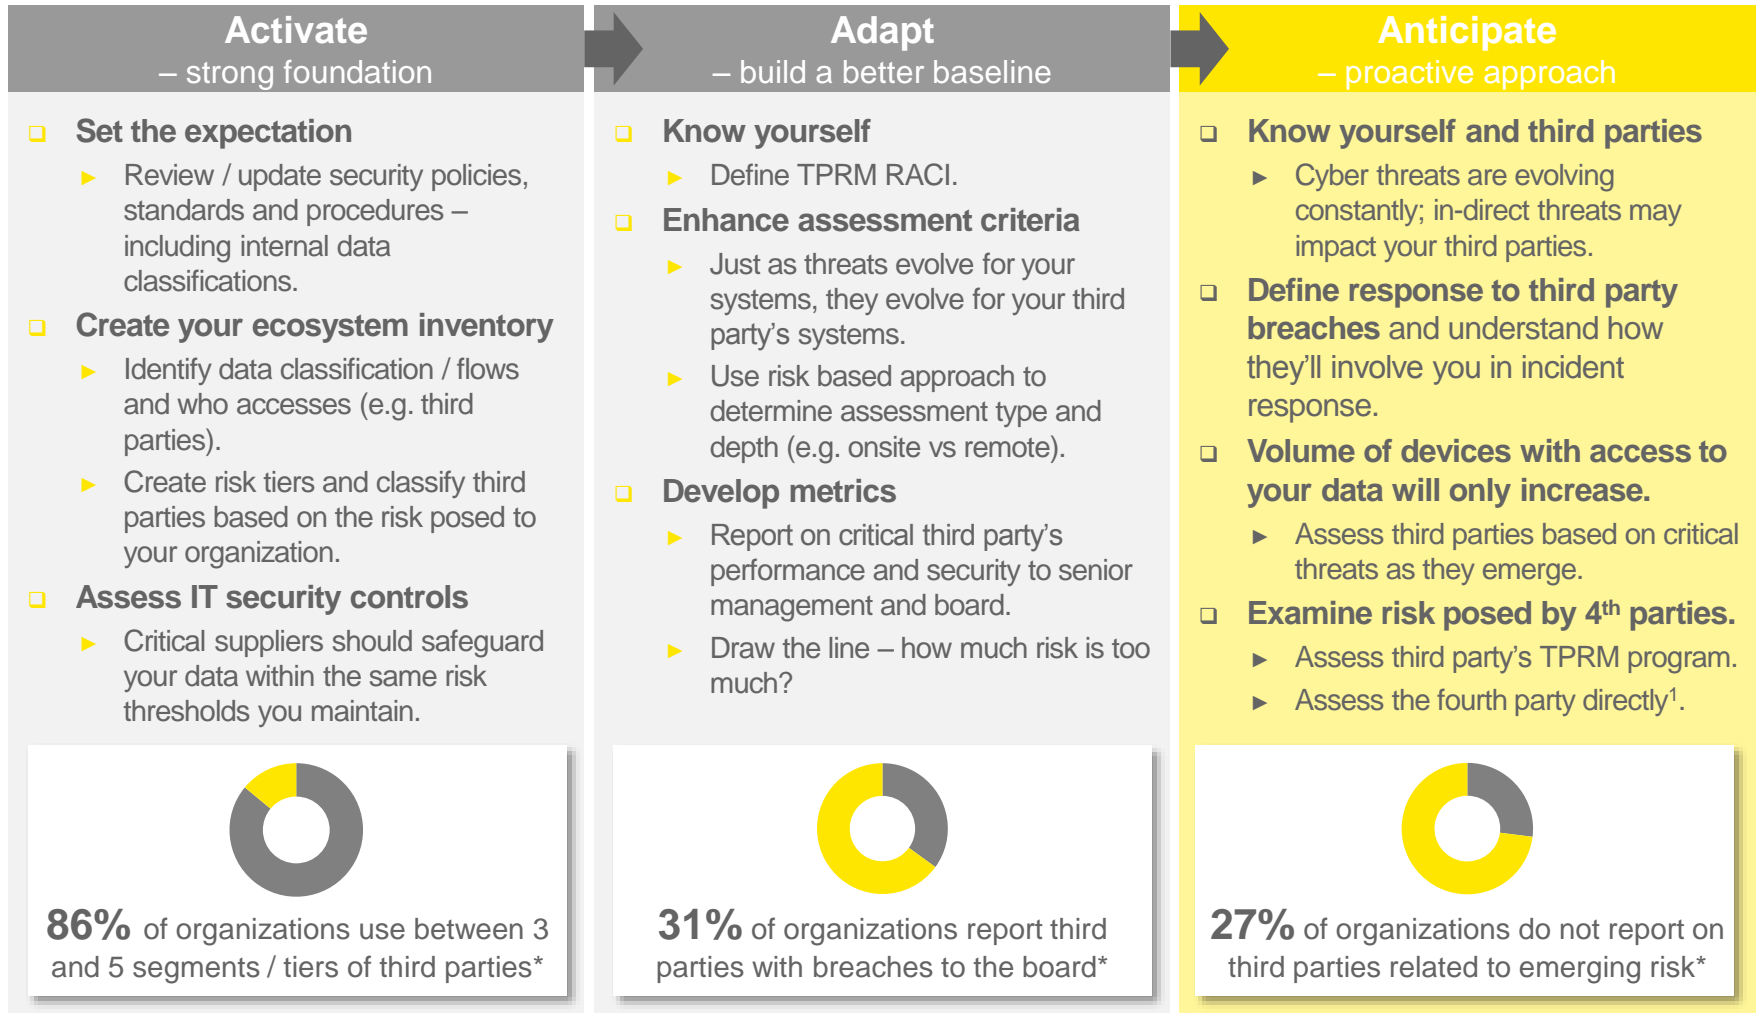 Activate
– strong foundation
❑ Set the expectation
► Review / update security policies,
standards and procedures –
including internal data
classifications.
❑ Create your ecosystem inventory
► Identify data classification / flows
and who accesses (e.g. third
parties).
► Create risk tiers and classify third
parties based on the risk posed to
your organization.
❑ Assess IT security controls
► Critical suppliers should safeguard
your data within the same risk
thresholds you maintain.
86% of organizations use between 3
and 5 segments / tiers of third parties*
Adapt
– build a better baseline
❑ Know yourself
► Define TPRM RACI.
❑ Enhance assessment criteria
► Just as threats evolve for your
systems, they evolve for your third
party’s systems.
► Use risk based approach to
determine assessment type and
depth (e.g. onsite vs remote).
❑ Develop metrics
► Report on critical third party’s
performance and security to senior
management and board.
► Draw the line – how much risk is too
much?
31% of organizations report third
parties with breaches to the board*
Anticipate
– proactive approach
❑ Know yourself and third parties
► Cyber threats are evolving
constantly; in-direct threats may
impact your third parties.
❑ Define response to third party
breaches and understand how
they’ll involve you in incident
response.
❑ Volume of devices with access to
your data will only increase.
► Assess third parties based on critical
threats as they emerge.
❑ Examine risk posed by 4th parties.
► Assess third party’s TPRM program.
► Assess the fourth party directly¹.
27% of organizations do not report on
third parties related to emerging risk*